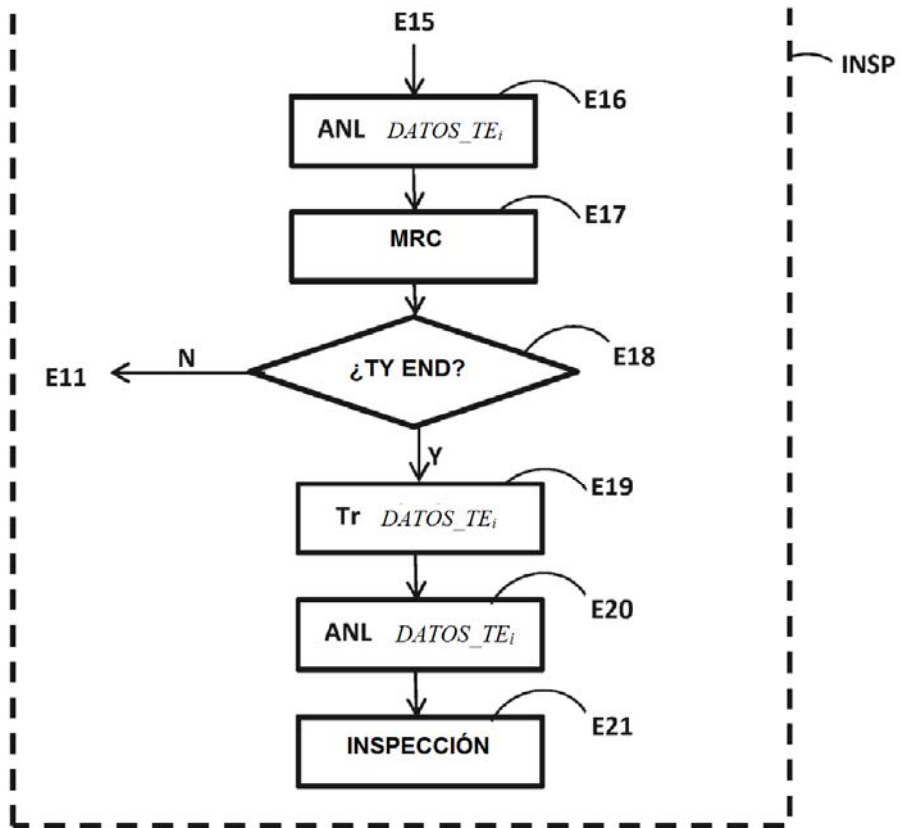 E15
INSP
E16
ANL DATOS_TEi
E17
MRC
E18
¿TY END?
N
E11
Y
E19
Tr DATOS_TEi
E20
ANL DATOS_TEi
E21
INSPECCIÓN